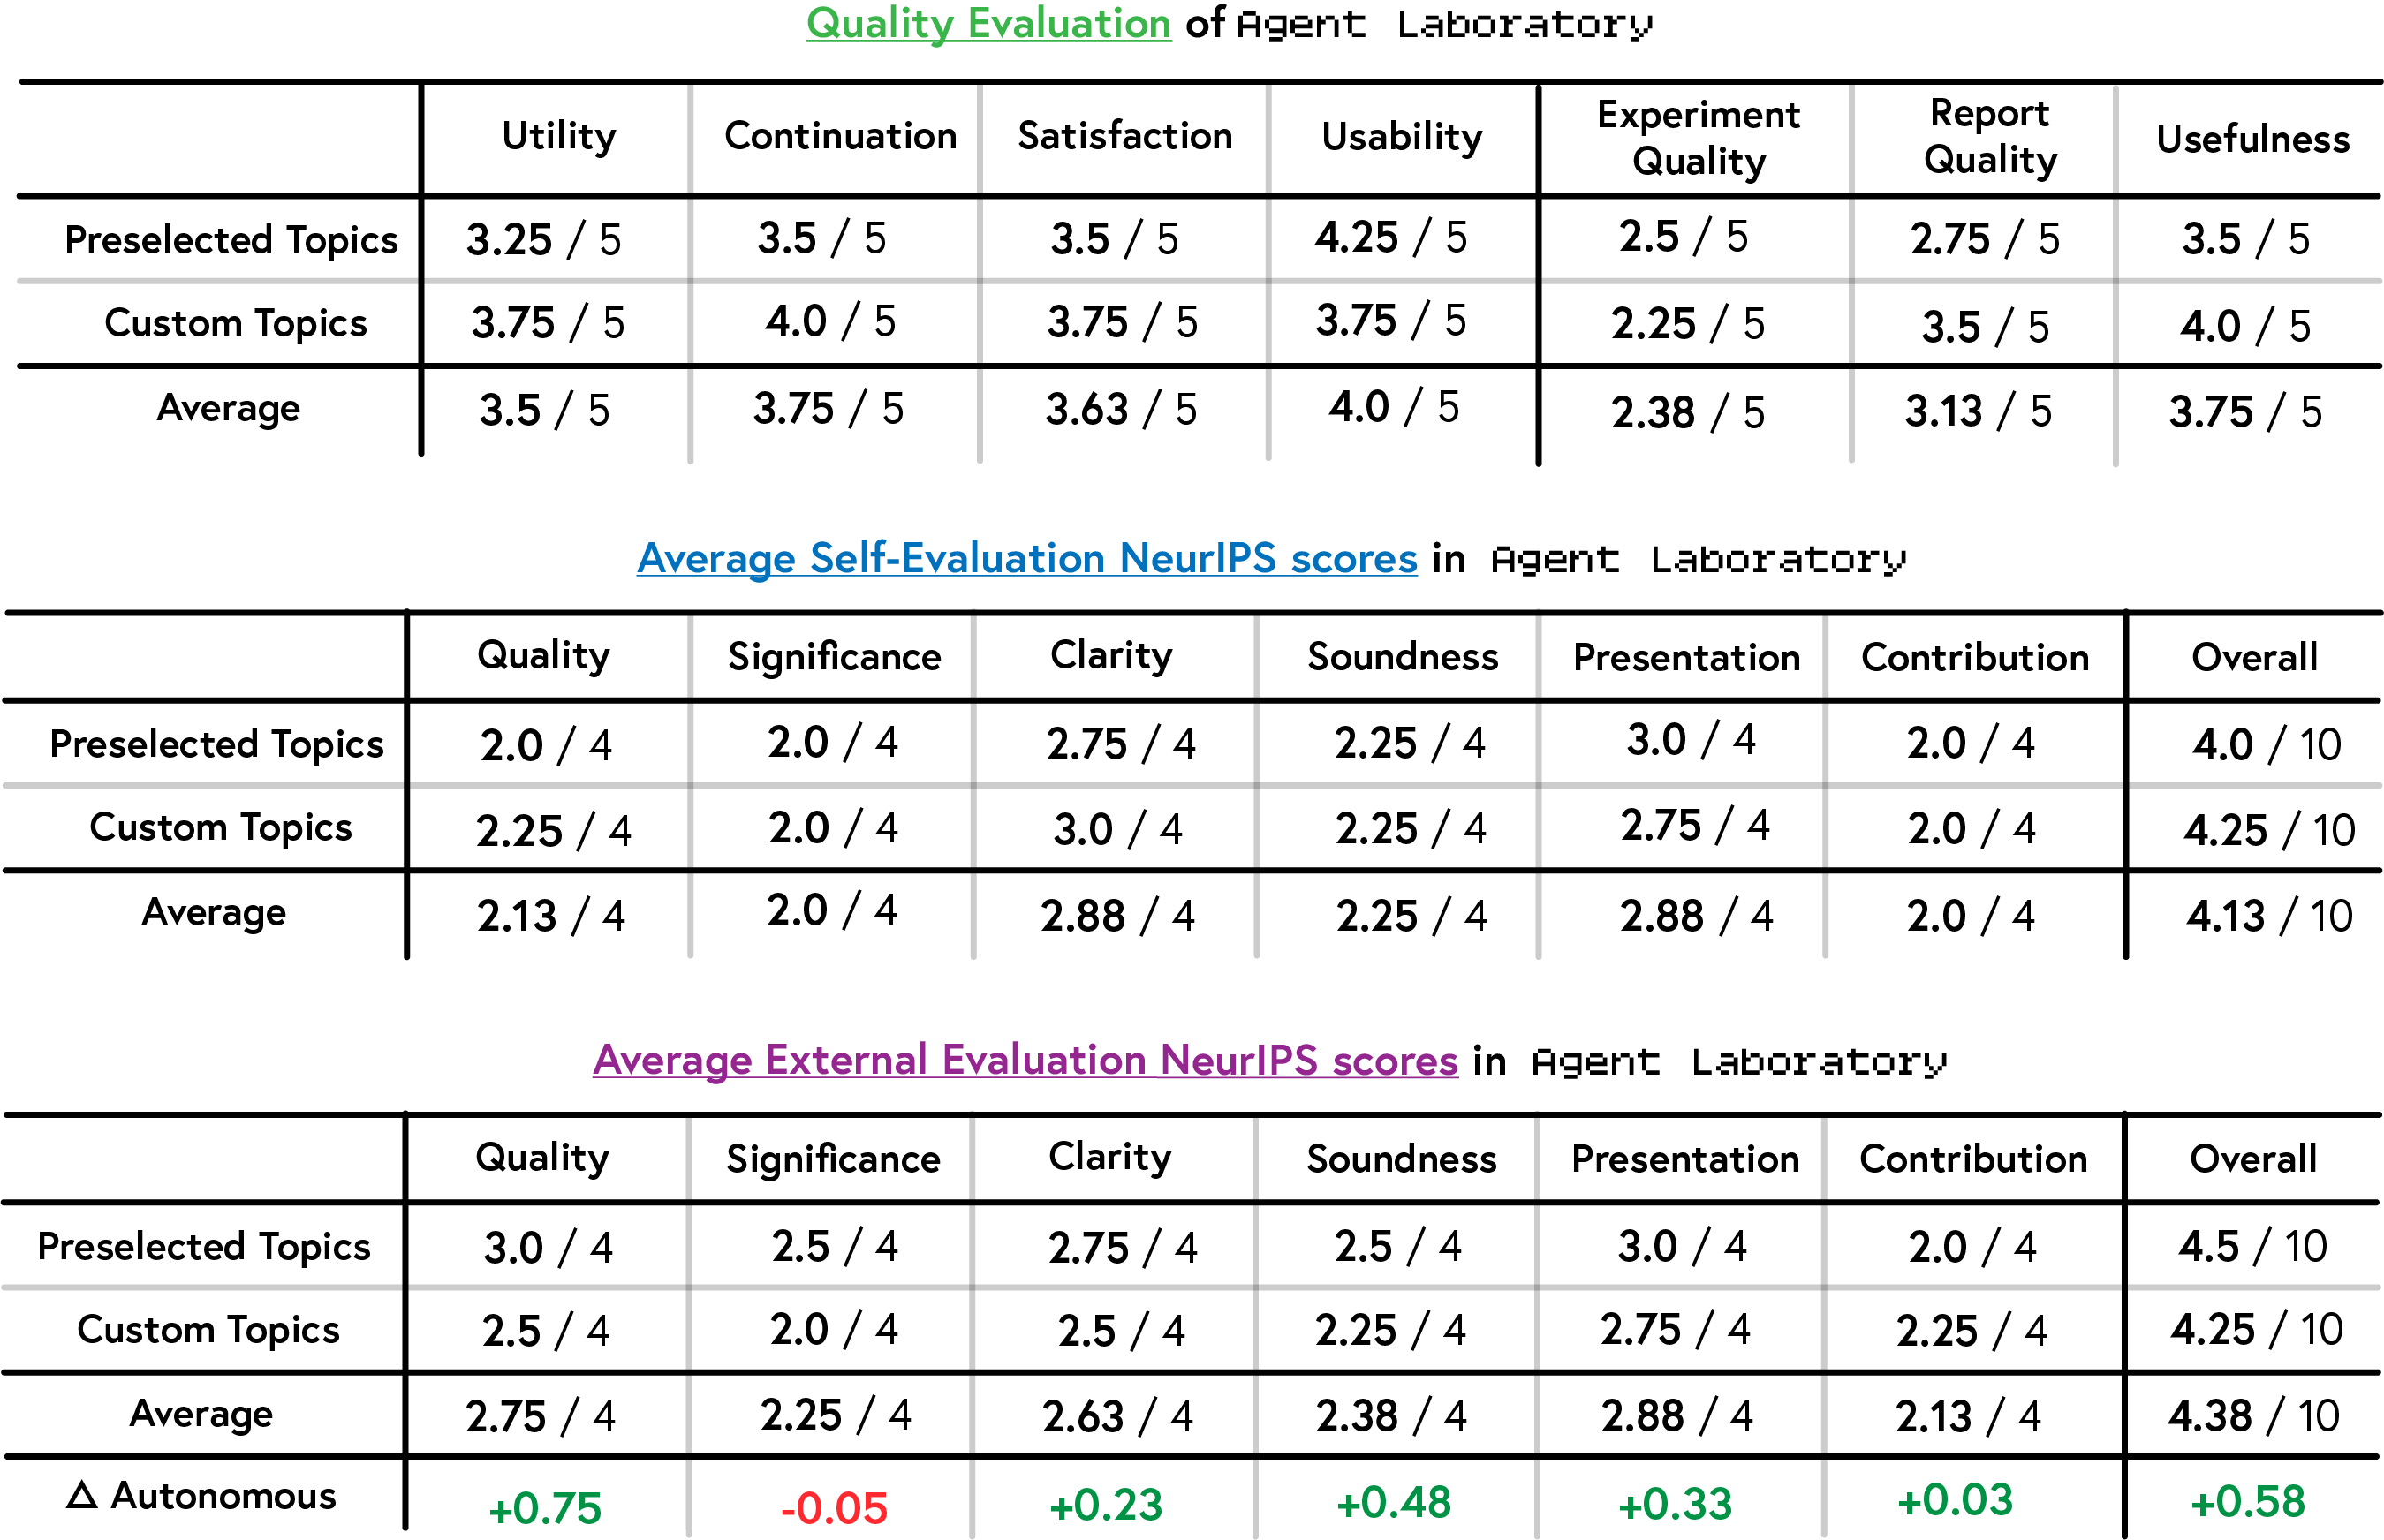 Quality Evaluation of Agent Laboratory
Utility Continuation Satisfaction Usability Experiment Quality Report Quality Usefulness
Preselected Topics 3.25 / 5 3.5 / 5 3.5 / 5 4.25 / 5 2.5 / 5 2.75 / 5 3.5 / 5
Custom Topics 3.75 / 5 4.0 / 5 3.75 / 5 3.75 / 5 2.25 / 5 3.5 / 5 4.0 / 5
Average 3.5 / 5 3.75 / 5 3.63 / 5 4.0 / 5 2.38 / 5 3.13 / 5 3.75 / 5
Average Self-Evaluation NeurIPS scores in Agent Laboratory
Quality Significance Clarity Soundness Presentation Contribution Overall
Preselected Topics 2.0 / 4 2.0 / 4 2.75 / 4 2.25 / 4 3.0 / 4 2.0 / 4 4.0 / 10
Custom Topics 2.25 / 4 2.0 / 4 3.0 / 4 2.25 / 4 2.75 / 4 2.0 / 4 4.25 / 10
Average 2.13 / 4 2.0 / 4 2.88 / 4 2.25 / 4 2.88 / 4 2.0 / 4 4.13 / 10
Average External Evaluation NeurIPS scores in Agent Laboratory
Quality Significance Clarity Soundness Presentation Contribution Overall
Preselected Topics 3.0 / 4 2.5 / 4 2.75 / 4 2.5 / 4 3.0 / 4 2.0 / 4 4.5 / 10
Custom Topics 2.5 / 4 2.0 / 4 2.5 / 4 2.25 / 4 2.75 / 4 2.25 / 4 4.25 / 10
Average 2.75 / 4 2.25 / 4 2.63 / 4 2.38 / 4 2.88 / 4 2.13 / 4 4.38 / 10
△ Autonomous +0.75 -0.05 +0.23 +0.48 +0.33 +0.03 +0.58